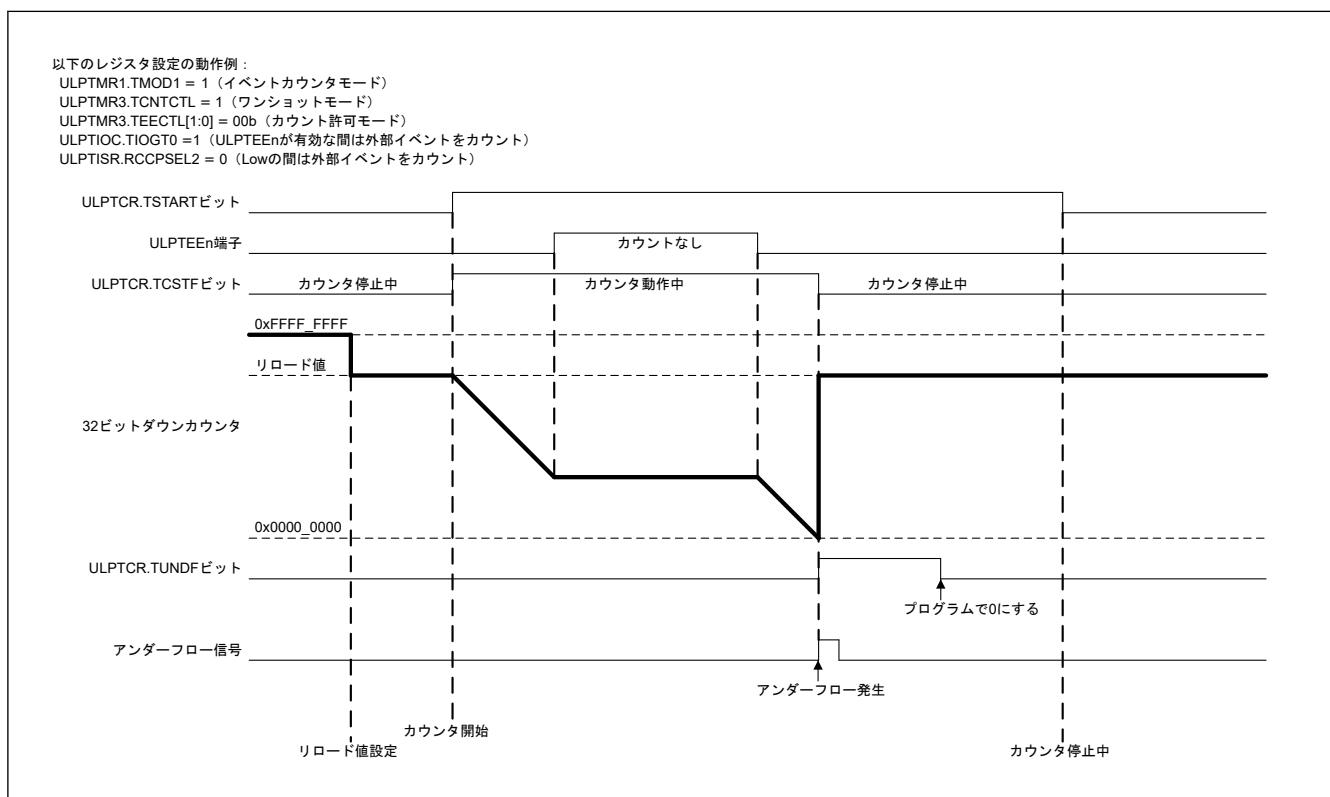 以下のレジスタ設定の動作例：
ULPTMR1.TMOD1 = 1（イベントカウンタモード）
ULPTMR3.TCNTCTL = 1（ワンショットモード）
ULPTMR3.TEECTL[1:0] = 00b（カウント許可モード）
ULPTIOC.TIOGT0 =1（ULPTEEnが有効な間は外部イベントをカウント）
ULPTISR.RCCPSEL2 = 0（Lowの間は外部イベントをカウント）
ULPTCR.TSTARTビット
ULPTEEn端子
カウントなし
ULPTCR.TCSTFビット
カウンタ停止中
カウンタ動作中
カウンタ停止中
0xFFFF_FFFF
リロード値
32ビットダウンカウンタ
0x0000_0000
ULPTCR.TUNDFビット
プログラムで0にする
アンダーフロー信号
アンダーフロー発生
カウンタ開始
リロード値設定
カウンタ停止中